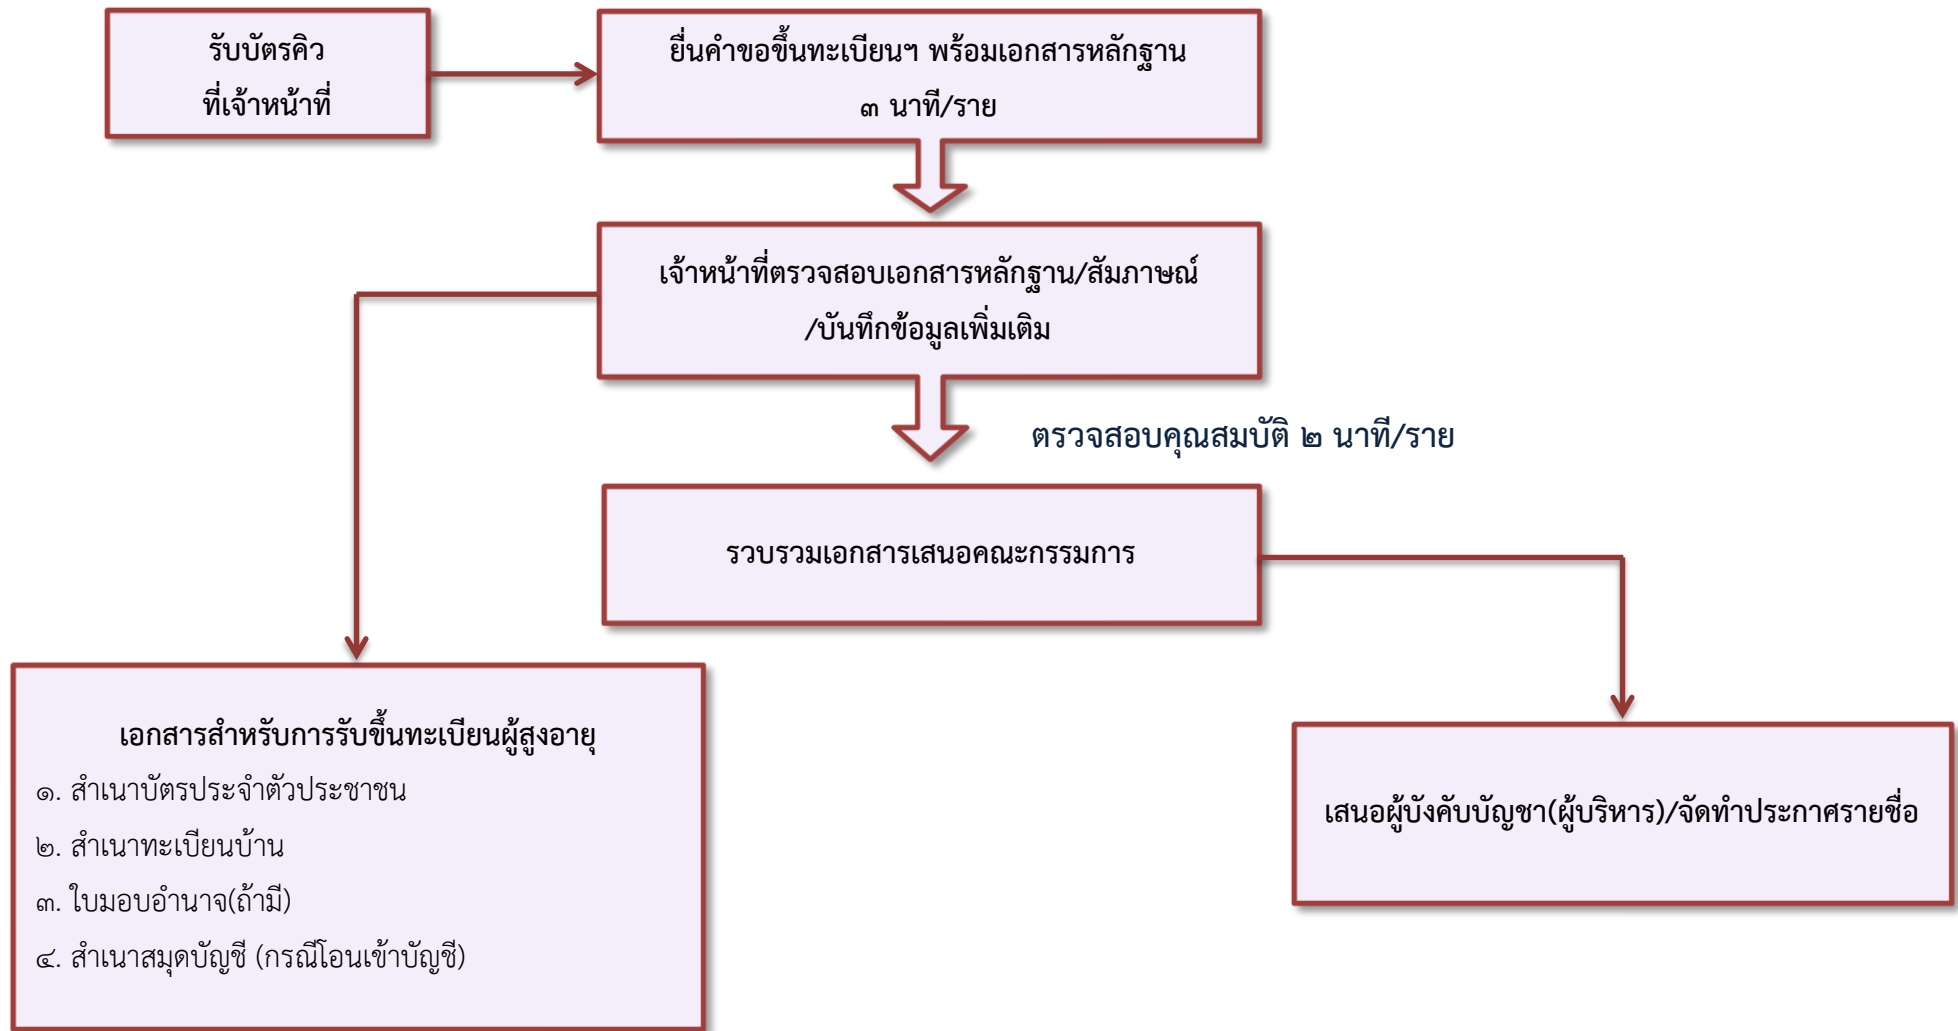 รับบัตรคิว
ที่เจ้าหน้าที่
ยื่นคำขอขึ้นทะเบียนฯ พร้อมเอกสารหลักฐาน
๓ นาที/ราย
เจ้าหน้าที่ตรวจสอบเอกสารหลักฐาน/สัมภาษณ์
/บันทึกข้อมูลเพิ่มเติม
ตรวจสอบคุณสมบัติ ๒ นาที/ราย
รวบรวมเอกสารเสนอคณะกรรมการ
เอกสารสำหรับการรับขึ้นทะเบียนผู้สูงอายุ
๑. สำเนาบัตรประจำตัวประชาชน
๒. สำเนาทะเบียนบ้าน
๓. ใบมอบอำนาจ(ถ้ามี)
๔. สำเนาสมุดบัญชี (กรณีโอนเข้าบัญชี)
เสนอผู้บังคับบัญชา(ผู้บริหาร)/จัดทำประกาศรายชื่อ